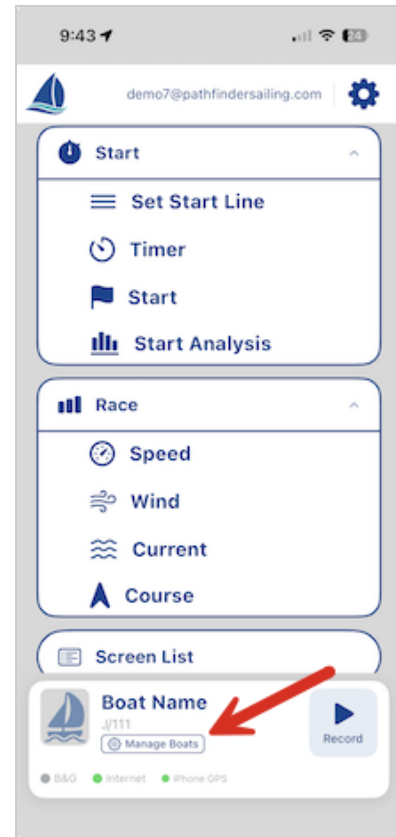 9:43
24
demo7@pathfindersailing.com
Start
Set Start Line
Timer
Start
Start Analysis
Race
Speed
Wind
Current
Course
Screen List
Boat Name
J/111
Manage Boats
Record
B&G Internet iPhone GPS